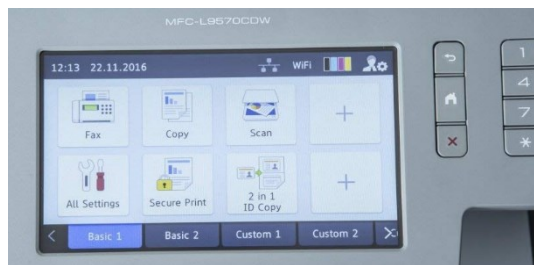 MFC-L9570CDW
12:13 22.11.2016 WiFi
Fax Copy Scan
All Settings Secure Print 2 in 1
ID Copy
Basic 1 Basic 2 Custom 1 Custom 2
1
4
7
*